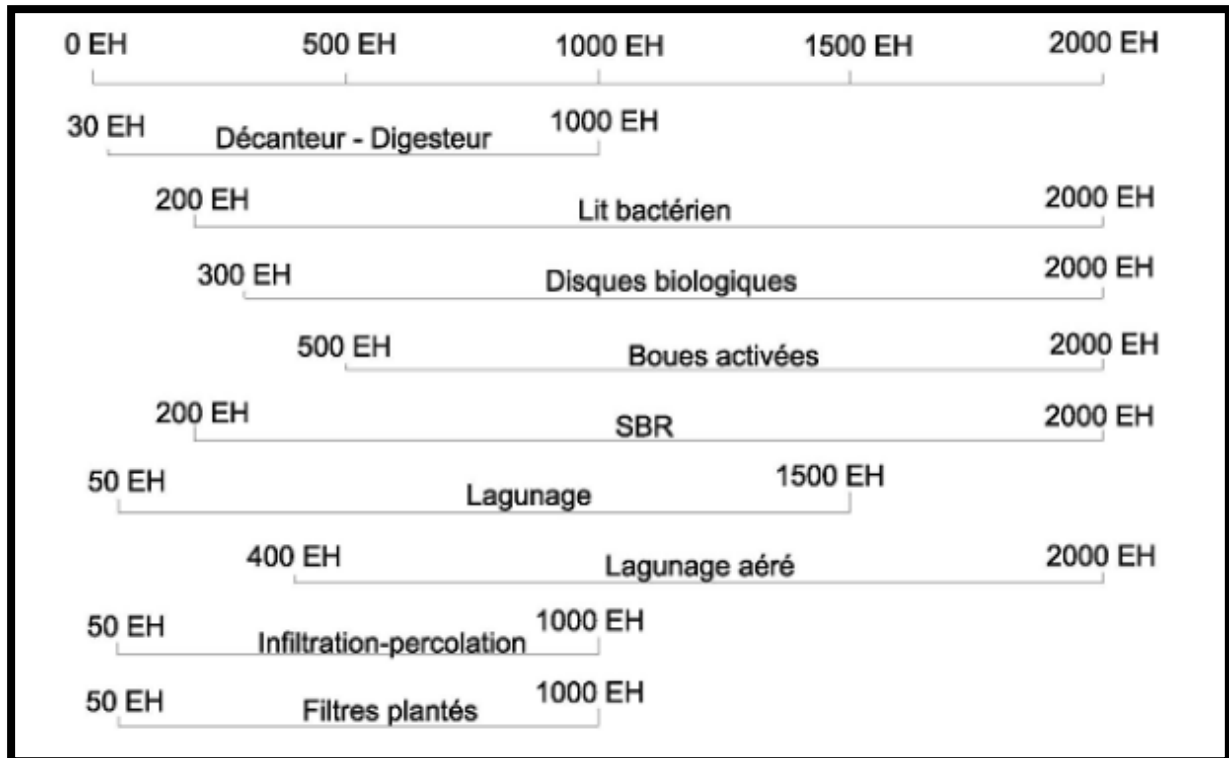 0 EH 500 EH 1000 EH 1500 EH 2000 EH
30 EH Décanteur - Digesteur 1000 EH
200 EH Lit bactérien 2000 EH
300 EH Disques biologiques 2000 EH
500 EH Boues activées 2000 EH
200 EH SBR 2000 EH
50 EH Lagunage 1500 EH
400 EH Lagunage aéré 2000 EH
50 EH Infiltration-percolation 1000 EH
50 EH Filtres plantés 1000 EH